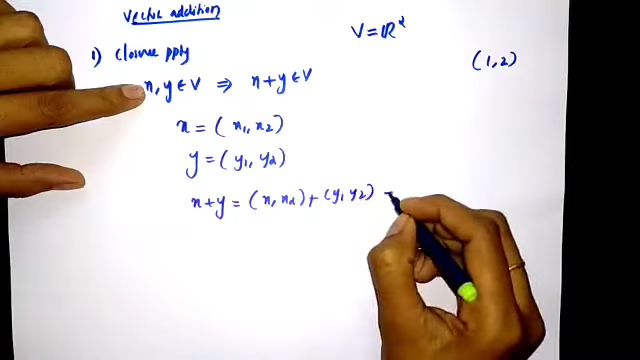 Vector addition
V = ℝ²
1) Closure ppty
(1,2)
x, y ∈ V ⇒ x + y ∈ V
x = (x₁, x₂)
y = (y₁, y₂)
x + y = (x₁ x₂) + (y₁ y₂)